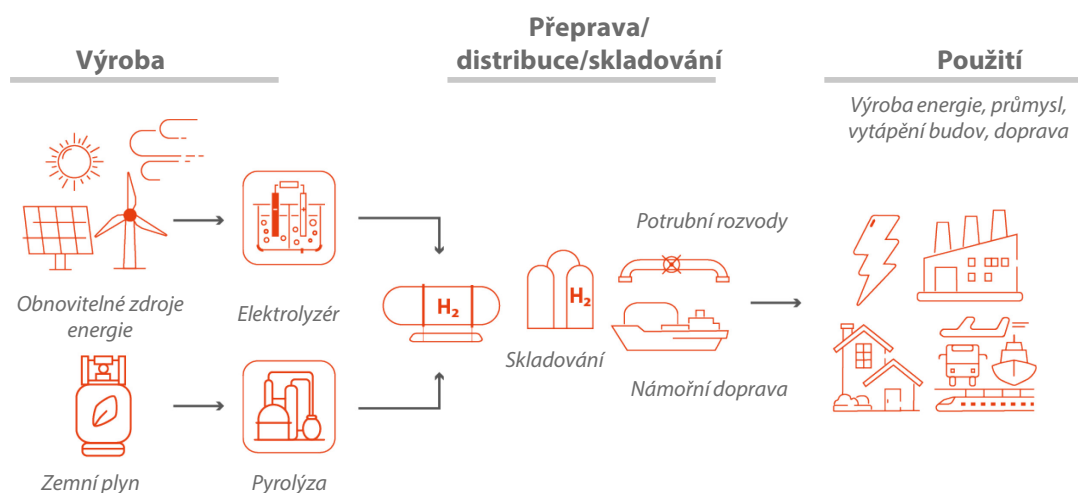 Výroba
Přeprava/
distribuce/skladování
Použití
Výroba energie, průmysl,
vytápění budov, doprava
Potrubní rozvody
H₂
H₂
Obnovitelné zdroje
energie
Elektrolyzér
Skladování
Námořní doprava
Zemní plyn
Pyrolýza